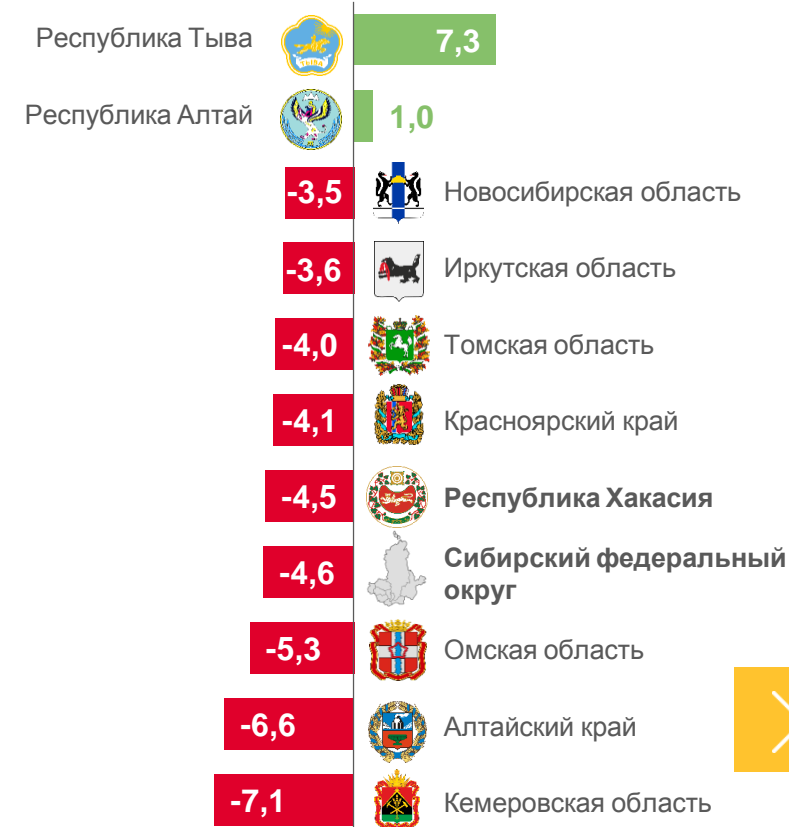 Республика Тыва 7,3
Республика Алтай 1,0
-3,5 Новосибирская область
-3,6 Иркутская область
-4,0 Томская область
-4,1 Красноярский край
-4,5 Республика Хакасия
-4,6 Сибирский федеральный
округ
-5,3 Омская область
-6,6 Алтайский край
-7,1 Кемеровская область